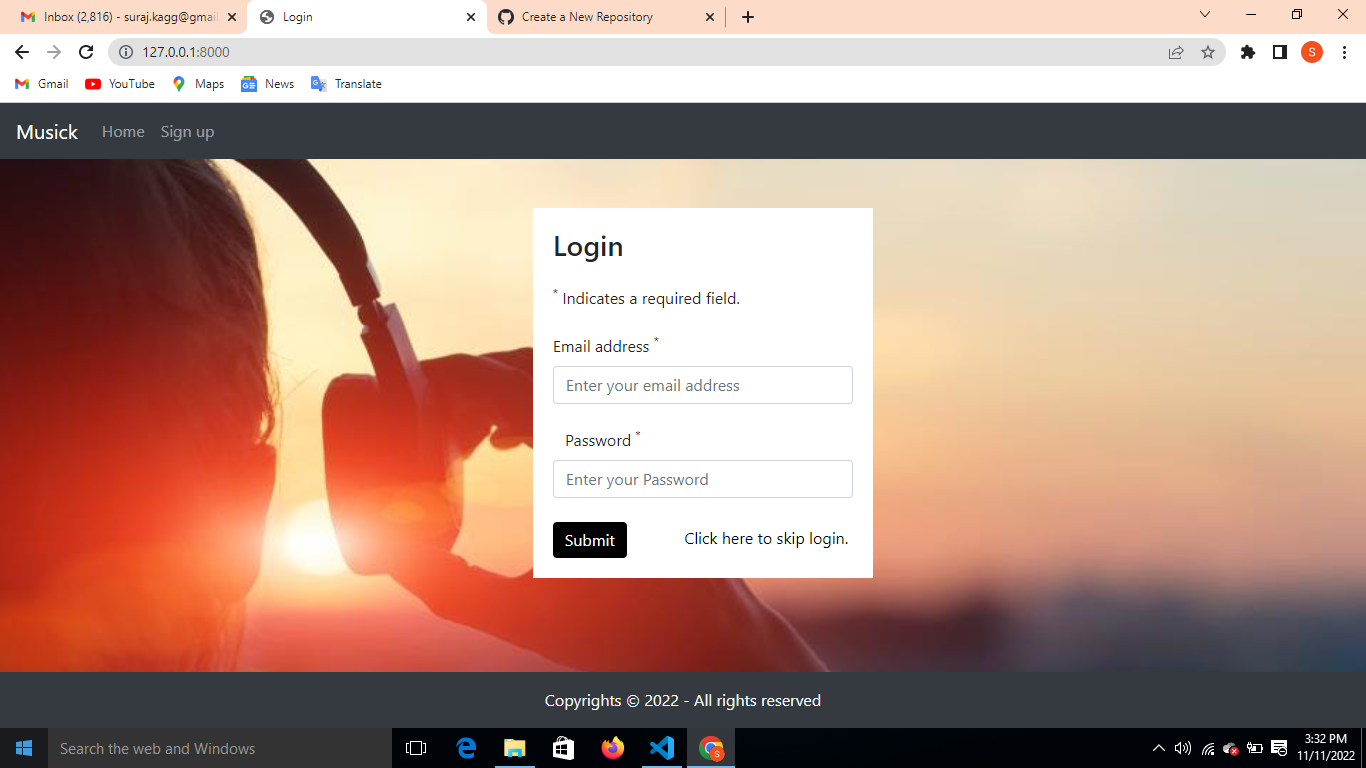 Inbox (2,816) - suraj.kagg@gmai
Login
Create a New Repository
127.0.0.1:8000
S
Gmail
YouTube
Maps
News
Translate
Musick
Home
Sign up
Login
* Indicates a required field.
Email address *
Enter your email address
Password *
Enter your Password
Submit
Click here to skip login.
Copyrights © 2022 - All rights reserved
Search the web and Windows
S
3:32 PM
11/11/2022